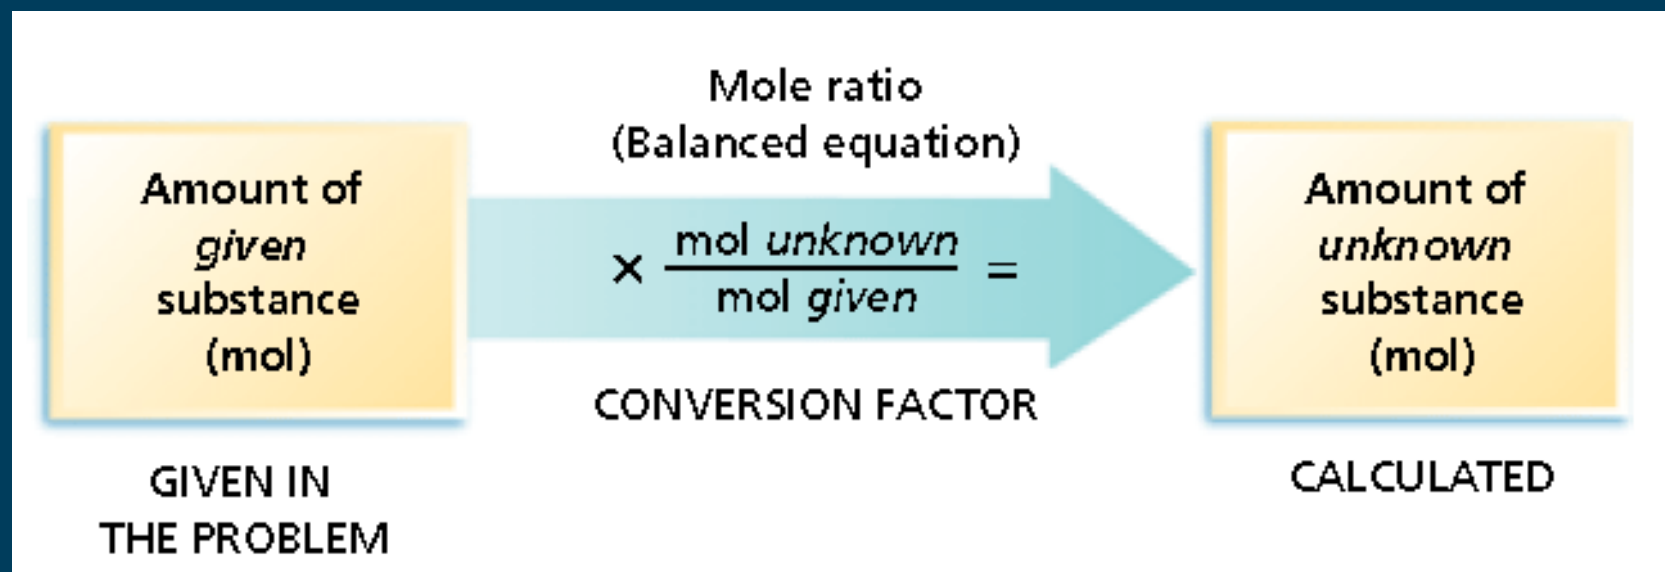 Mole ratio
(Balanced equation)
Amount of
given
substance
(mol)
× mol unknown
mol given =
Amount of
unknown
substance
(mol)
CONVERSION FACTOR
GIVEN IN
THE PROBLEM
CALCULATED